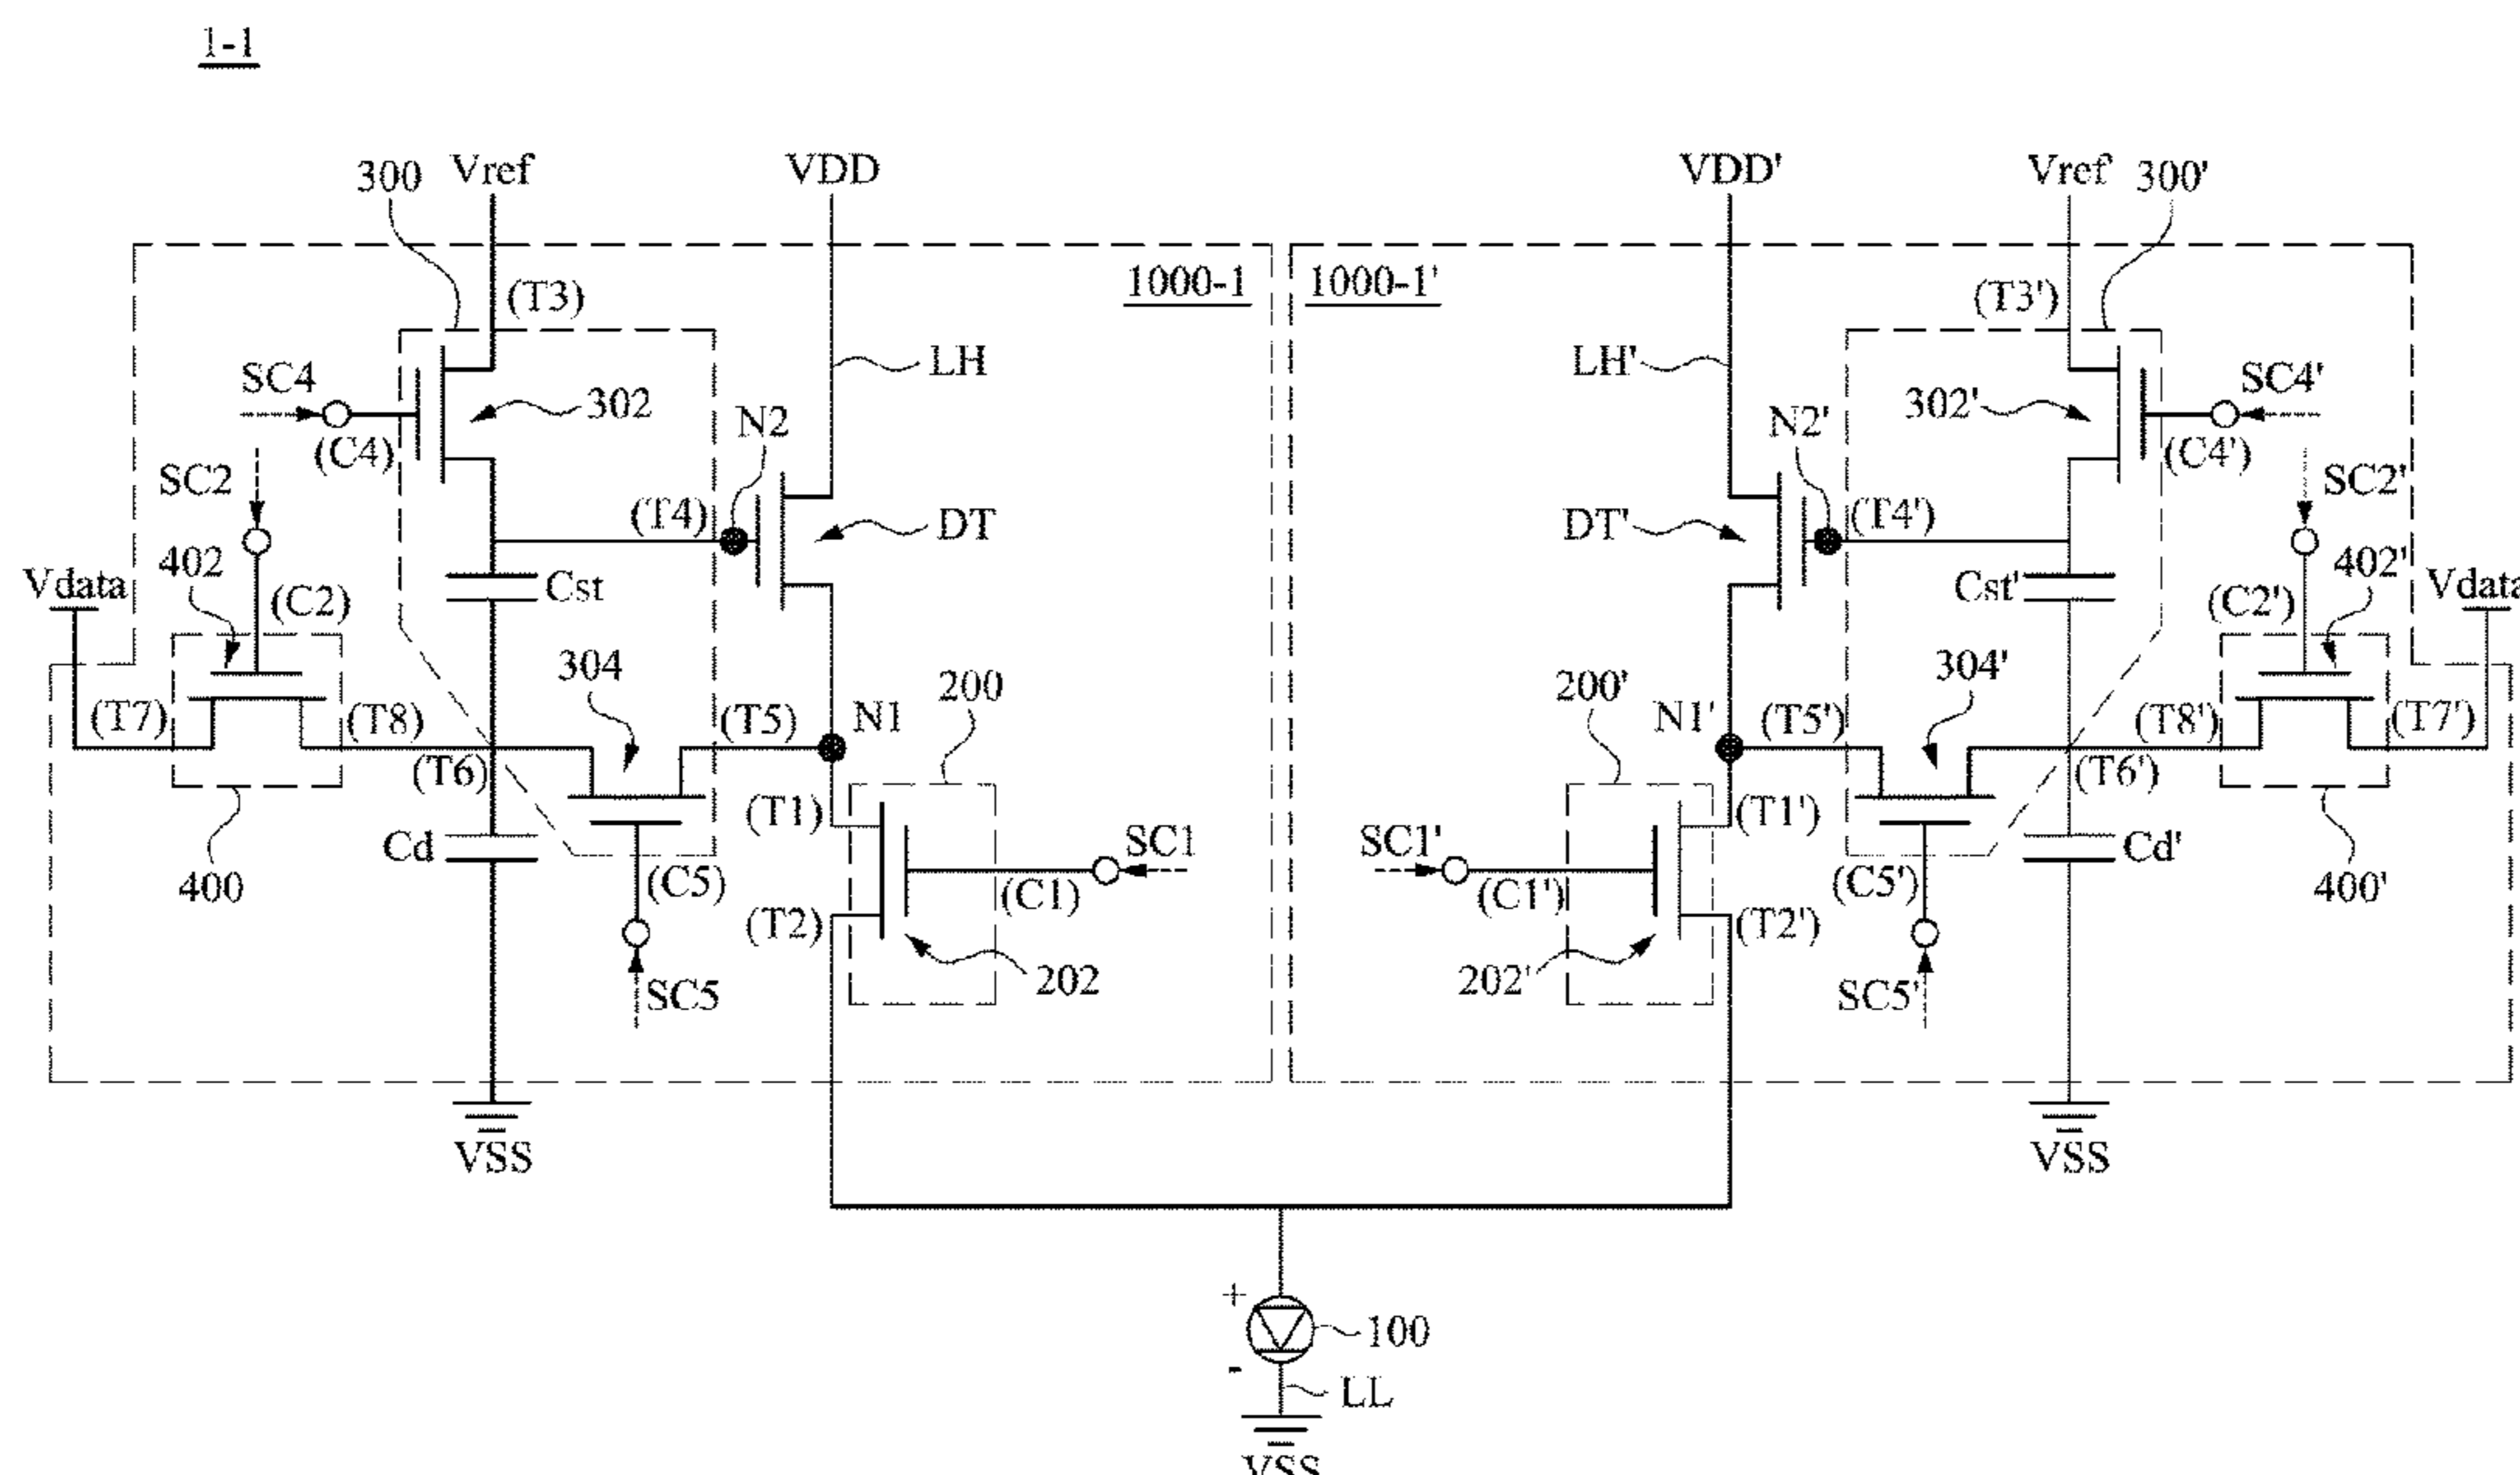 1-1
300
Vref
VDD
VDD'
Vref'
300'
(T3)
1000-1
1000-1'
(T3')
SC4
302
LH
LH'
302'
SC4'
(C4)
N2
N2'
(C4')
SC2
SC2'
(T4)
DT
DT'
(T4')
402
402'
Vdata
(C2)
Cst
Cst'
(C2')
Vdata
304
200
200'
304'
(T7)
(T8)
(T5)
N1
N1'
(T5')
(T8')
(T7')
(T6)
(T6')
(T1)
(T1')
400
Cd
SC1
SC1'
Cd'
400'
(C5)
(C1)
(C1')
(C5')
(T2)
(T2')
SC5
202
202'
SC5'
VSS
VSS
+
100
-
LL
VSS